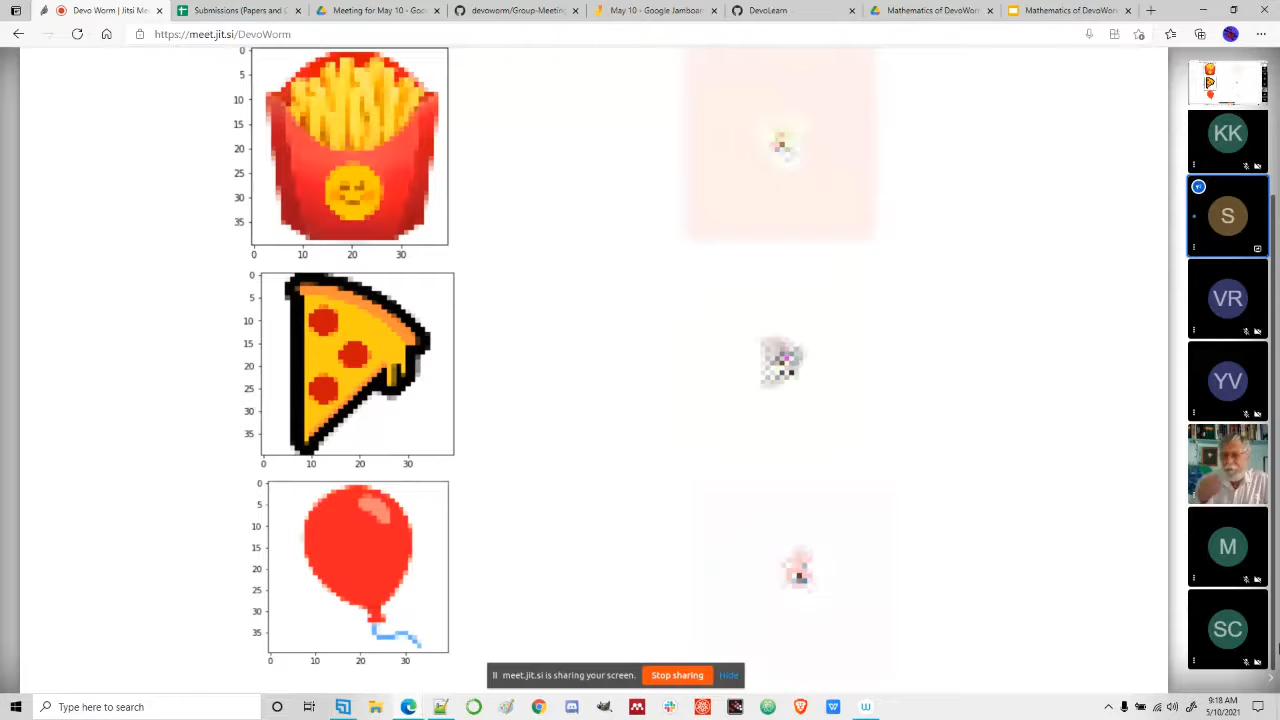 Dev Worm | Jitsi Mee
Submissions (Papers and C
Meeting for May 10 - Goo
devoworm/Group-Meetin
May 10 - Google Jamboar
DevoLearn
Mathematics of DevoWor
Mathematics of DevoWor
https://meet.jit.si/DevoWorm
0
5
10
15
20
25
30
35
0 10 20 30
0
5
10
15
20
25
30
35
0 10 20 30
0
5
10
15
20
25
30
35
0 10 20 30
KK
S
VR
YV
M
SC
meet.jit.si is sharing your screen.
Stop sharing
Hide
Type here to search
9:18 AM
5/10/2021